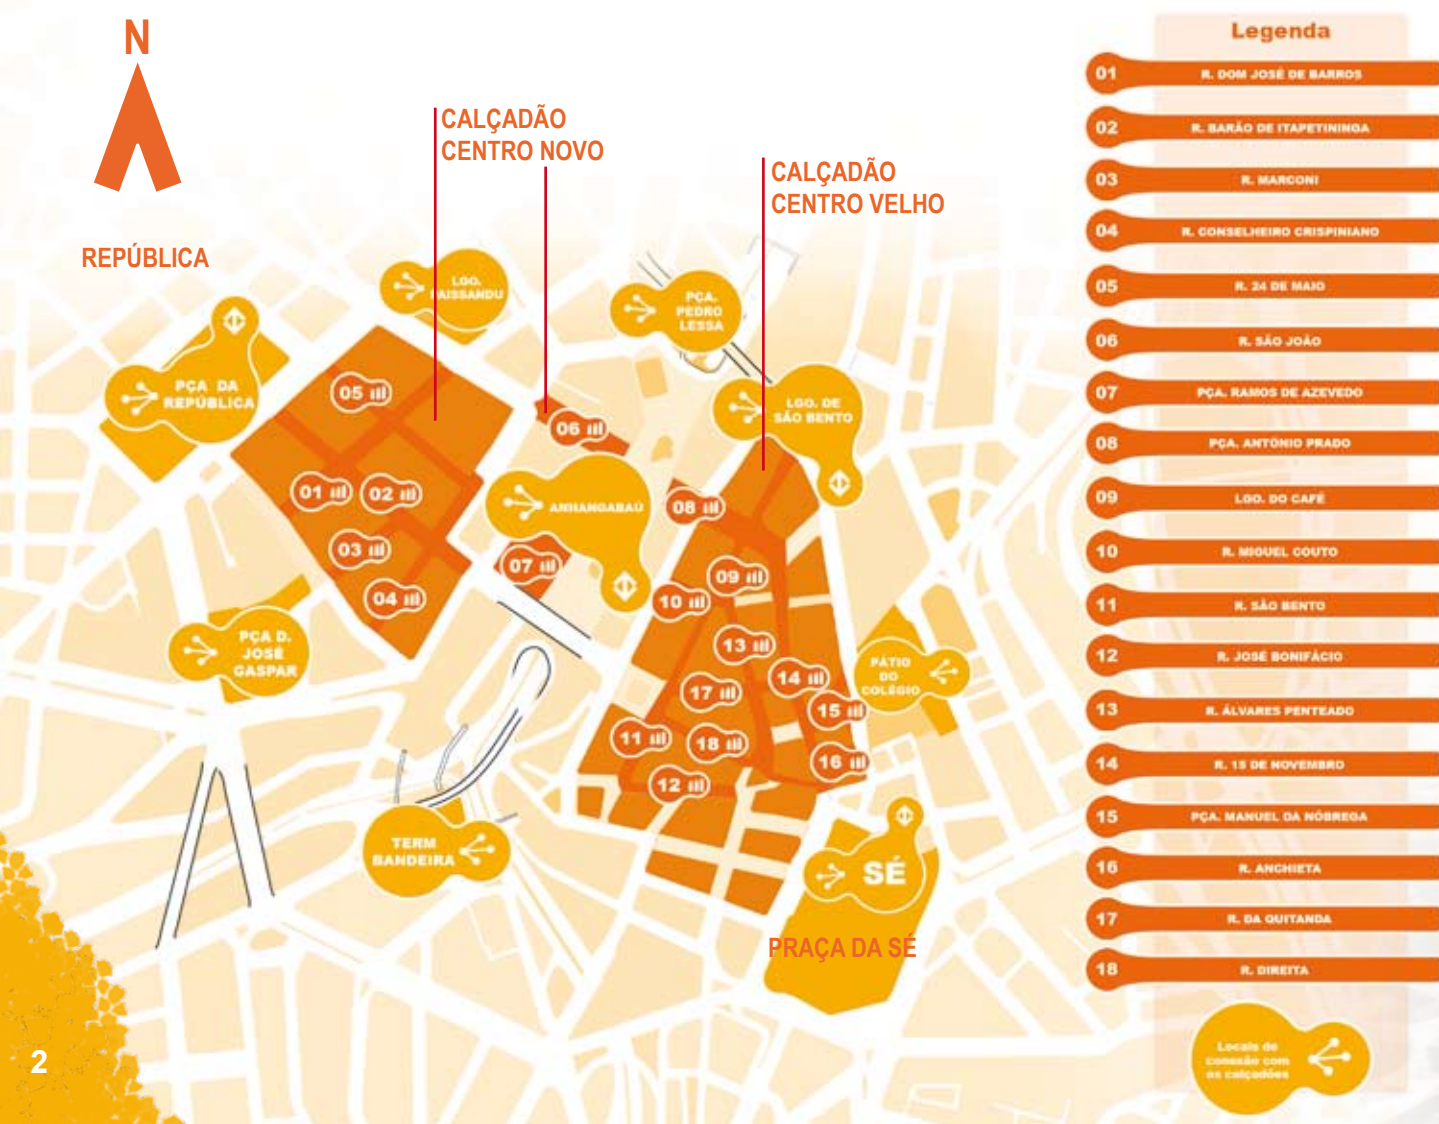 N
CALÇADÃO
CENTRO NOVO
CALÇADÃO
CENTRO VELHO
REPÚBLICA
LGO.
PAISSANDU
PÇA.
PEDRO
LESSA
PÇA DA
REPÚBLICA
LGO. DE
SÃO BENTO
05
06
01
02
ANHANGABAÚ
08
03
07
09
04
10
PÇA D.
JOSÉ
GASPAR
13
PÁTIO
DO
COLÉGIO
14
17
15
11
18
16
12
TERM
BANDEIRA
SÉ
PRAÇA DA SÉ
2
Legenda
01 R. DOM JOSÉ DE BARROS
02 R. BARÃO DE ITAPETININGA
03 R. MARCONI
04 R. CONSELHEIRO CRISPINIANO
05 R. 24 DE MAIO
06 R. SÃO JOÃO
07 PÇA. RAMOS DE AZEVEDO
08 PÇA. ANTÔNIO PRADO
09 LGO. DO CAFÉ
10 R. MIGUEL COUTO
11 R. SÃO BENTO
12 R. JOSÉ BONIFÁCIO
13 R. ÁLVARES PENTEADO
14 R. 15 DE NOVEMBRO
15 PÇA. MANUEL DA NÓBREGA
16 R. ANCHIETA
17 R. DA QUITANDA
18 R. DIREITA
Locais de
conexão com
os calçadões